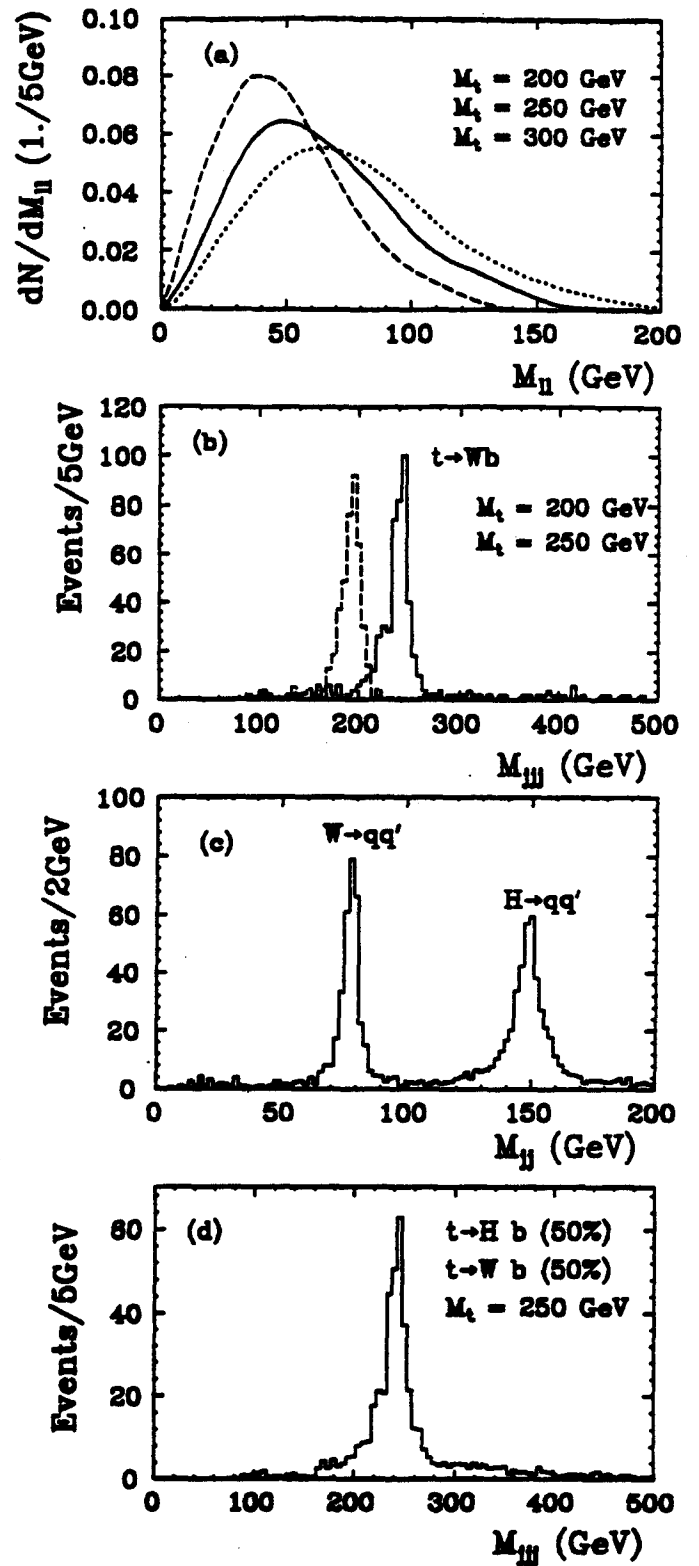 (a)
M_t = 200 GeV
M_t = 250 GeV
M_t = 300 GeV
dN/dM_ll (1./5GeV)
0.10
0.08
0.06
0.04
0.02
0.00
0 50 100 150 200
M_ll (GeV)
(b)
t→Wb
M_t = 200 GeV
M_t = 250 GeV
Events/5GeV
120
100
80
60
40
20
0
0 100 200 300 400 500
M_jjj (GeV)
(c)
W→qq'
H→qq'
Events/2GeV
100
80
60
40
20
0
0 50 100 150 200
M_jj (GeV)
(d)
t→H b (50%)
t→W b (50%)
M_t = 250 GeV
Events/5GeV
60
40
20
0
0 200 300 400 500
M_jjj (GeV)